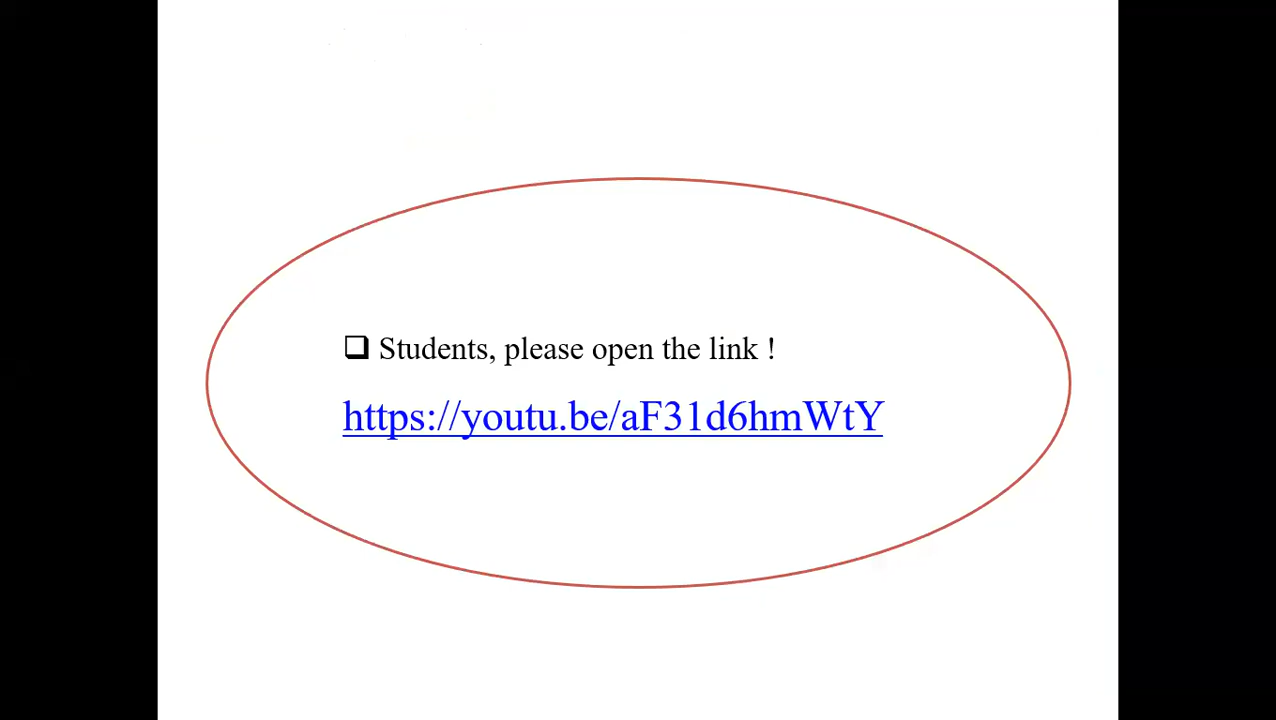 ❑ Students, please open the link !
https://youtu.be/aF31d6hmWtY